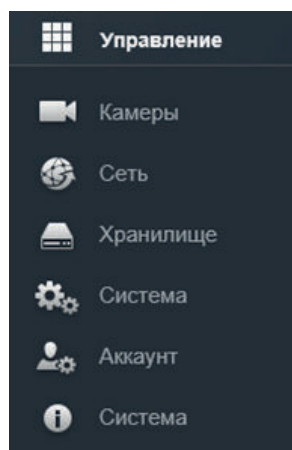 Управление
Камеры
Сеть
Хранилище
Система
Аккаунт
Система